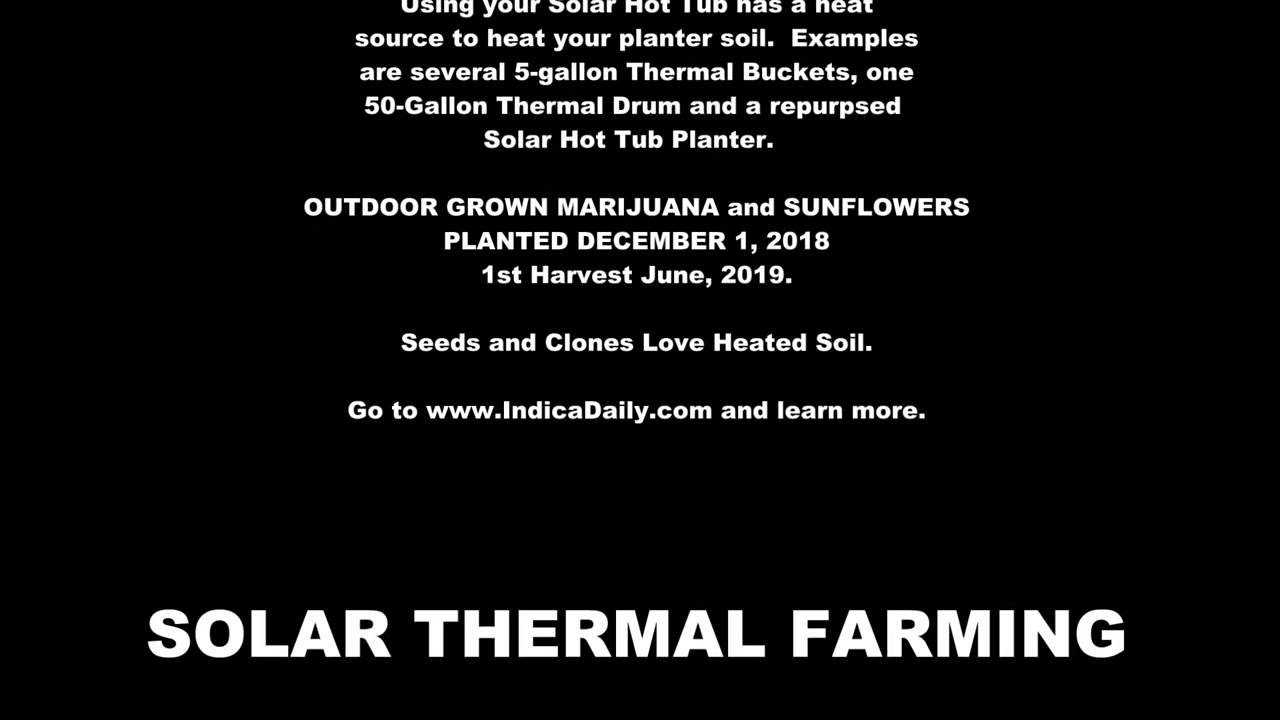 Using your Solar Hot Tub has a heat
source to heat your planter soil.  Examples
are several 5-gallon Thermal Buckets, one
50-Gallon Thermal Drum and a repurpsed
Solar Hot Tub Planter.
OUTDOOR GROWN MARIJUANA and SUNFLOWERS
PLANTED DECEMBER 1, 2018
1st Harvest June, 2019.
Seeds and Clones Love Heated Soil.
Go to www.IndicaDaily.com and learn more.
SOLAR THERMAL FARMING